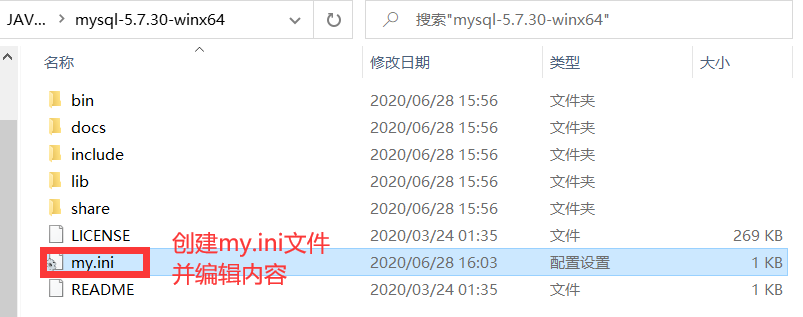 JAV... mysql-5.7.30-winx64 搜索"mysql-5.7.30-winx64"
名称 修改日期 类型 大小
bin 2020/06/28 15:56 文件夹
docs 2020/06/28 15:56 文件夹
include 2020/06/28 15:56 文件夹
lib 2020/06/28 15:56 文件夹
share 2020/06/28 15:56 文件夹
LICENSE 2020/03/24 01:35 文件 269 KB
my.ini 2020/06/28 16:03 配置设置 1 KB
README 2020/03/24 01:35 文件 1 KB
创建my.ini文件
并编辑内容